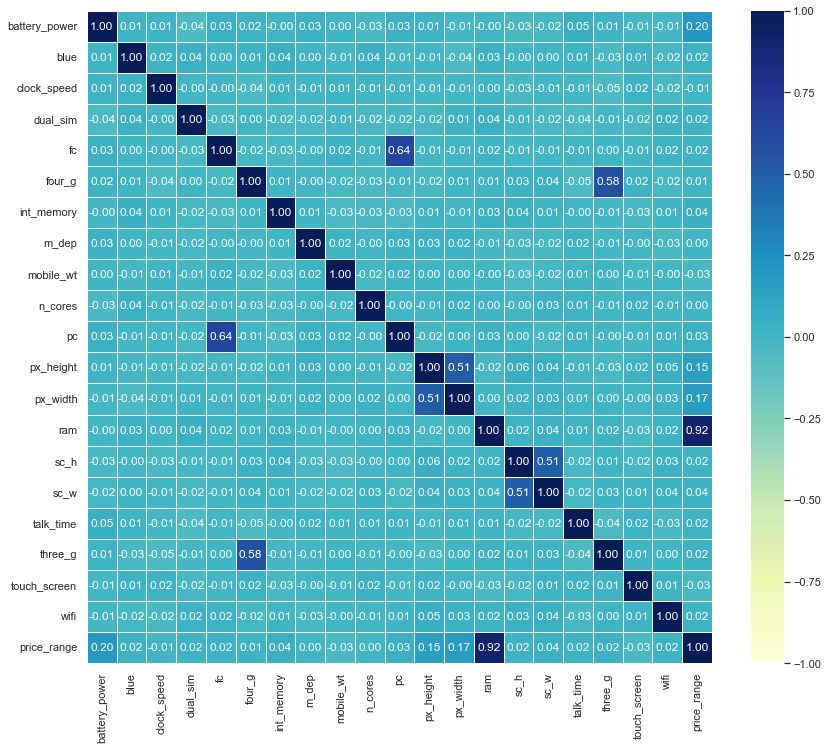 battery_power 1.00 0.01 0.01 -0.04 0.03 0.02 -0.00 0.03 0.00 -0.03 0.03 0.01 -0.01 -0.00 -0.03 -0.02 0.05 0.01 -0.01 -0.01 0.20
blue 0.01 1.00 0.02 0.04 0.00 0.01 0.04 0.00 -0.01 0.04 -0.01 -0.01 -0.04 0.03 -0.00 0.00 0.01 -0.03 0.01 -0.02 0.02
clock_speed 0.01 0.02 1.00 -0.00 -0.00 -0.04 0.01 -0.01 0.01 -0.01 -0.01 -0.01 -0.01 0.00 -0.03 -0.01 -0.01 -0.05 0.02 -0.02 -0.01
dual_sim -0.04 0.04 -0.00 1.00 -0.03 0.00 -0.02 -0.02 -0.01 -0.02 -0.02 -0.02 0.01 0.04 -0.01 -0.02 -0.04 -0.01 -0.02 0.02 0.02
fc 0.03 0.00 -0.00 -0.03 1.00 -0.02 -0.03 -0.00 0.02 -0.01 0.64 -0.01 -0.01 0.02 -0.01 -0.01 -0.01 0.00 -0.01 0.02 0.02
four_g 0.02 0.01 -0.04 0.00 -0.02 1.00 0.01 -0.00 -0.02 -0.03 -0.01 -0.02 0.01 0.01 0.03 0.04 -0.05 0.58 0.02 -0.02 0.01
int_memory -0.00 0.04 0.01 -0.02 -0.03 0.01 1.00 0.01 -0.03 -0.03 -0.03 0.01 -0.01 0.03 0.04 0.01 -0.00 -0.01 -0.03 0.01 0.04
m_dep 0.03 0.00 -0.01 -0.02 -0.00 -0.00 0.01 1.00 0.02 -0.00 0.03 0.03 0.02 -0.01 -0.03 -0.02 0.02 -0.01 -0.00 -0.03 0.00
mobile_wt 0.00 -0.01 0.01 -0.01 0.02 -0.02 -0.03 0.02 1.00 -0.02 0.02 0.00 0.00 -0.00 -0.03 -0.02 0.01 0.00 -0.01 -0.00 -0.03
n_cores -0.03 0.04 -0.01 -0.02 -0.01 -0.03 -0.03 -0.00 -0.02 1.00 -0.00 -0.01 0.02 0.00 -0.00 0.03 0.01 -0.01 0.02 -0.01 0.00
pc 0.03 -0.01 -0.01 -0.02 0.64 -0.01 -0.03 0.03 0.02 -0.00 1.00 -0.02 0.00 0.03 0.00 -0.02 0.01 -0.00 -0.01 0.01 0.03
px_height 0.01 -0.01 -0.01 -0.02 -0.01 -0.02 0.01 0.03 0.00 -0.01 -0.02 1.00 0.51 -0.02 0.06 0.04 -0.01 -0.03 0.02 0.05 0.15
px_width -0.01 -0.04 -0.01 0.01 -0.01 0.01 -0.01 0.02 0.00 0.02 0.00 0.51 1.00 0.00 0.02 0.03 0.01 0.00 -0.00 0.03 0.17
ram -0.00 0.03 0.00 0.04 0.02 0.01 0.03 -0.01 -0.00 0.00 0.03 -0.02 0.00 1.00 0.02 0.04 0.01 0.02 -0.03 0.02 0.92
sc_h -0.03 -0.00 -0.03 -0.01 -0.01 0.03 0.04 -0.03 -0.03 -0.00 0.00 0.06 0.02 0.02 1.00 0.51 -0.02 0.01 -0.02 0.03 0.02
sc_w -0.02 0.00 -0.01 -0.02 -0.01 0.04 0.01 -0.02 -0.02 0.03 -0.02 0.04 0.03 0.04 0.51 1.00 -0.02 0.03 0.01 0.04 0.04
talk_time 0.05 0.01 -0.01 -0.04 -0.01 -0.05 -0.00 0.02 0.01 0.01 0.01 -0.01 0.01 0.01 -0.02 -0.02 1.00 -0.04 0.02 -0.03 0.02
three_g 0.01 -0.03 -0.05 -0.01 0.00 0.58 -0.01 -0.01 0.00 -0.01 -0.00 -0.03 0.00 0.02 0.01 0.03 -0.04 1.00 0.01 0.00 0.02
touch_screen -0.01 0.01 0.02 -0.02 -0.01 0.02 -0.03 -0.00 -0.01 0.02 -0.01 0.02 -0.00 -0.03 -0.02 0.01 0.02 0.01 1.00 0.01 -0.03
wifi -0.01 -0.02 -0.02 0.02 0.02 -0.02 0.01 -0.03 -0.00 -0.01 0.01 0.05 0.03 0.02 0.03 0.04 -0.03 0.00 0.01 1.00 0.02
price_range 0.20 0.02 -0.01 0.02 0.02 0.01 0.04 0.00 -0.03 0.00 0.03 0.15 0.17 0.92 0.02 0.04 0.02 0.02 -0.03 0.02 1.00
battery_power blue clock_speed dual_sim fc four_g int_memory m_dep mobile_wt n_cores pc px_height px_width ram sc_h sc_w talk_time three_g touch_screen wifi price_range
1.00
0.75
0.50
0.25
0.00
-0.25
-0.50
-0.75
-1.00